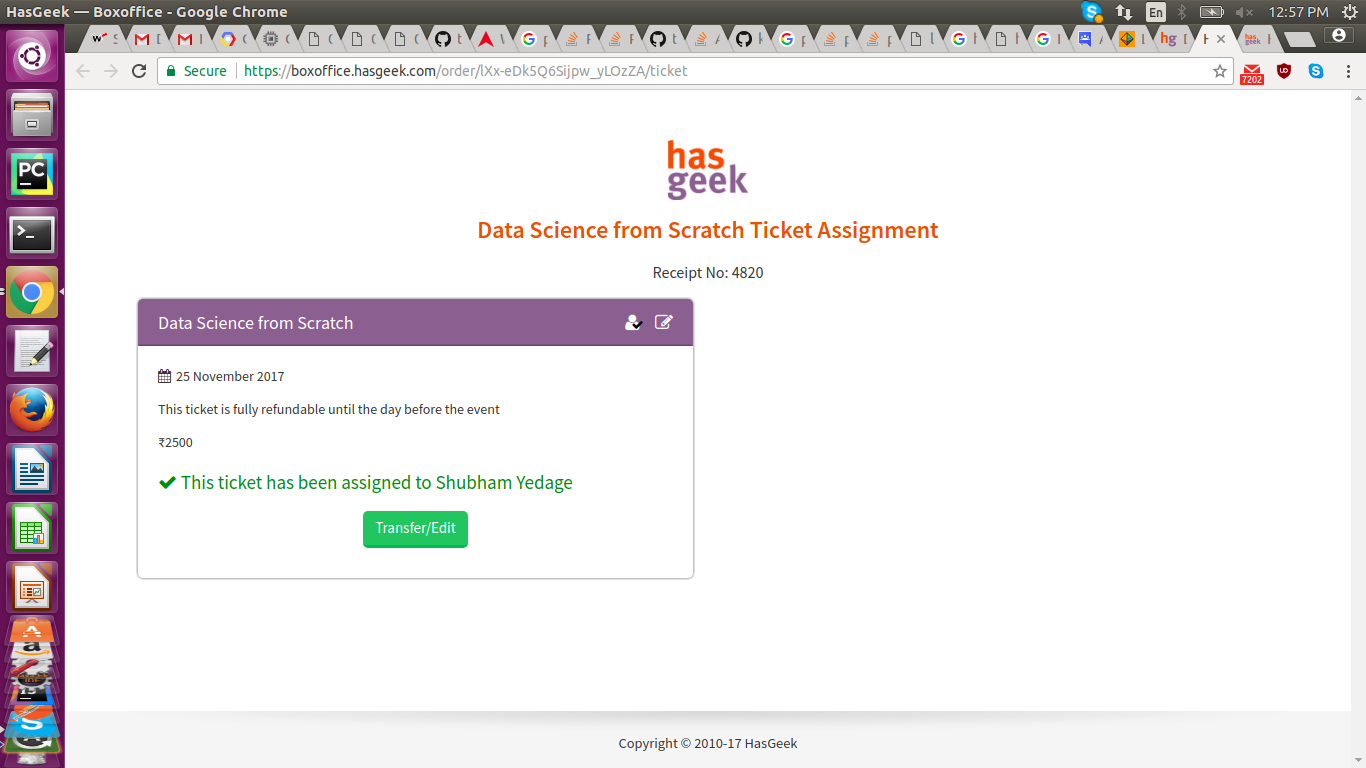 HasGeek — Boxoffice - Google Chrome
En
12:57 PM
Secure
https://boxoffice.hasgeek.com/order/lXx-eDk5Q6Sijpw_yLOzZA/ticket
7202
has
geek
Data Science from Scratch Ticket Assignment
Receipt No: 4820
Data Science from Scratch
25 November 2017
This ticket is fully refundable until the day before the event
₹2500
This ticket has been assigned to Shubham Yedage
Transfer/Edit
Copyright © 2010-17 HasGeek